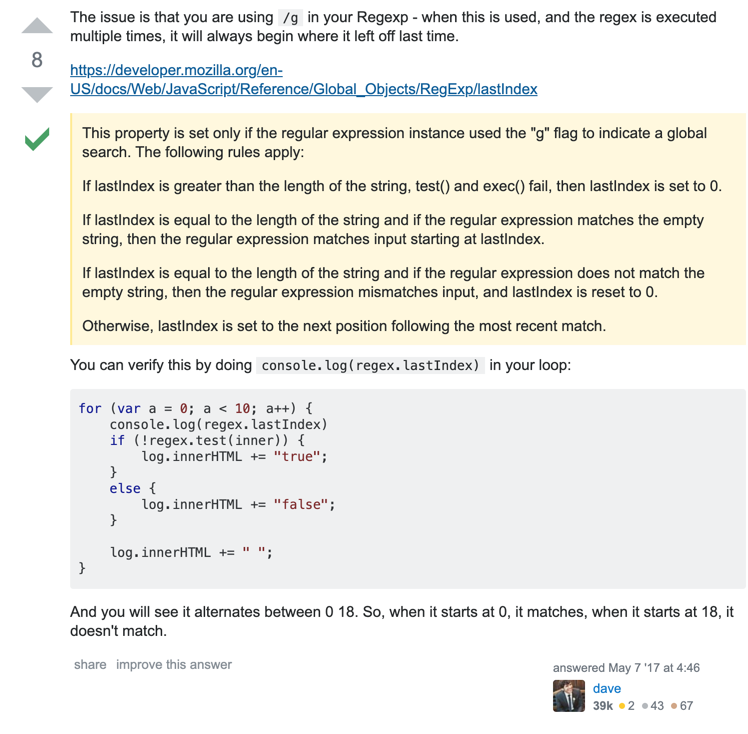 The issue is that you are using /g in your Regexp - when this is used, and the regex is executed
multiple times, it will always begin where it left off last time.
8
https://developer.mozilla.org/en-
US/docs/Web/JavaScript/Reference/Global_Objects/RegExp/lastIndex
This property is set only if the regular expression instance used the "g" flag to indicate a global
search. The following rules apply:
If lastIndex is greater than the length of the string, test() and exec() fail, then lastIndex is set to 0.
If lastIndex is equal to the length of the string and if the regular expression matches the empty
string, then the regular expression matches input starting at lastIndex.
If lastIndex is equal to the length of the string and if the regular expression does not match the
empty string, then the regular expression mismatches input, and lastIndex is reset to 0.
Otherwise, lastIndex is set to the next position following the most recent match.
You can verify this by doing console.log(regex.lastIndex) in your loop:
for (var a = 0; a < 10; a++) {
    console.log(regex.lastIndex)
    if (!regex.test(inner)) {
        log.innerHTML += "true";
    }
    else {
        log.innerHTML += "false";
    }
    log.innerHTML += " ";
}
And you will see it alternates between 0 18. So, when it starts at 0, it matches, when it starts at 18, it
doesn't match.
share improve this answer
answered May 7 '17 at 4:46
dave
39k 2 43 67